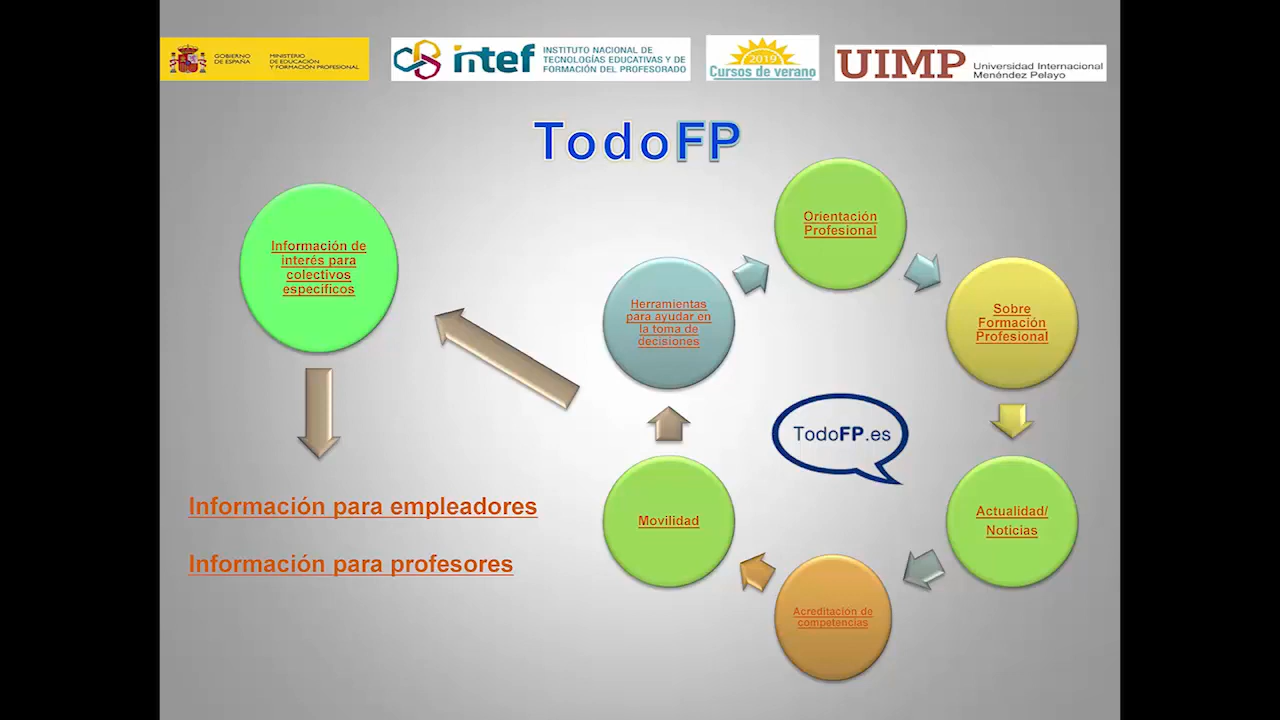 GOBIERNO
DE ESPAÑA
MINISTERIO
DE EDUCACIÓN
Y FORMACIÓN PROFESIONAL
intef
INSTITUTO NACIONAL DE
TECNOLOGÍAS EDUCATIVAS Y DE
FORMACIÓN DEL PROFESORADO
2019
Cursos de verano
UIMP
Universidad Internacional
Menéndez Pelayo
TodoFP
Información de
interés para
colectivos
específicos
Información para empleadores
Información para profesores
Orientación
Profesional
Sobre
Formación
Profesional
Actualidad/
Noticias
Acreditación de
competencias
Movilidad
Herramientas
para ayudar en
la toma de
decisiones
TodoFP.es